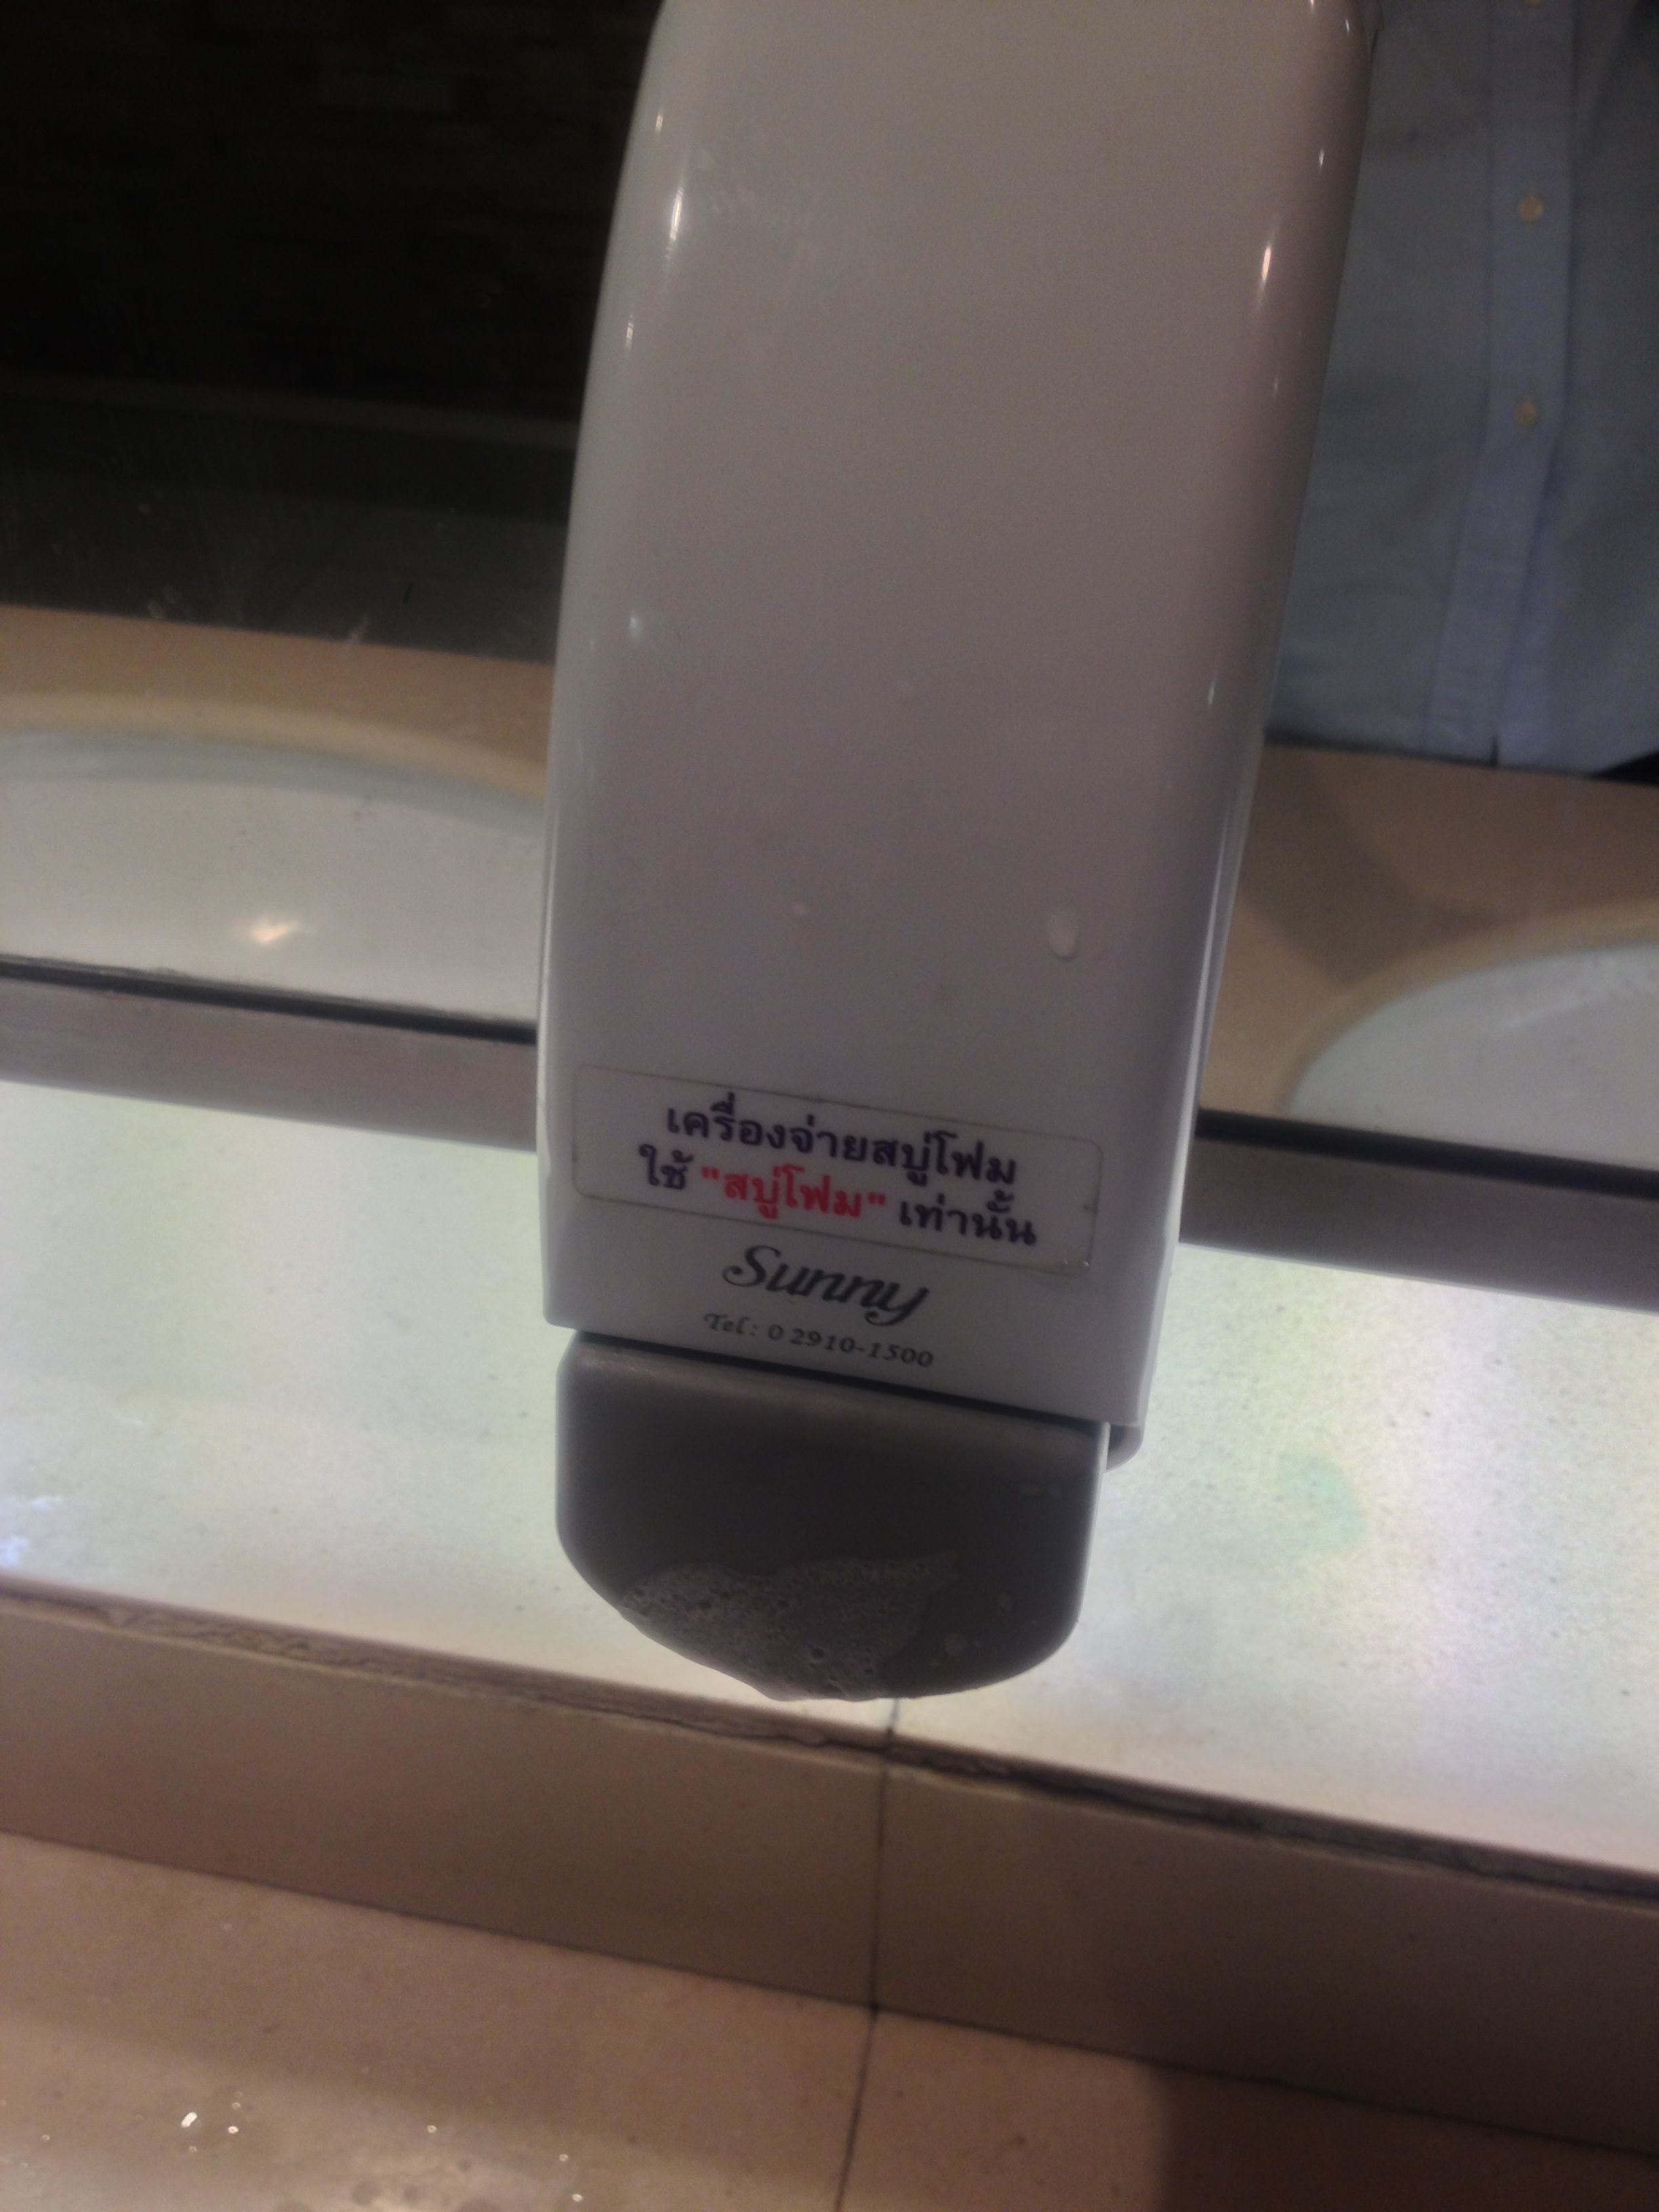 เครื่องจ่ายสบู่โฟม
ใช้ "สบู่โฟม" เท่านั้น
Sunny
Tel: 0 2910-1500